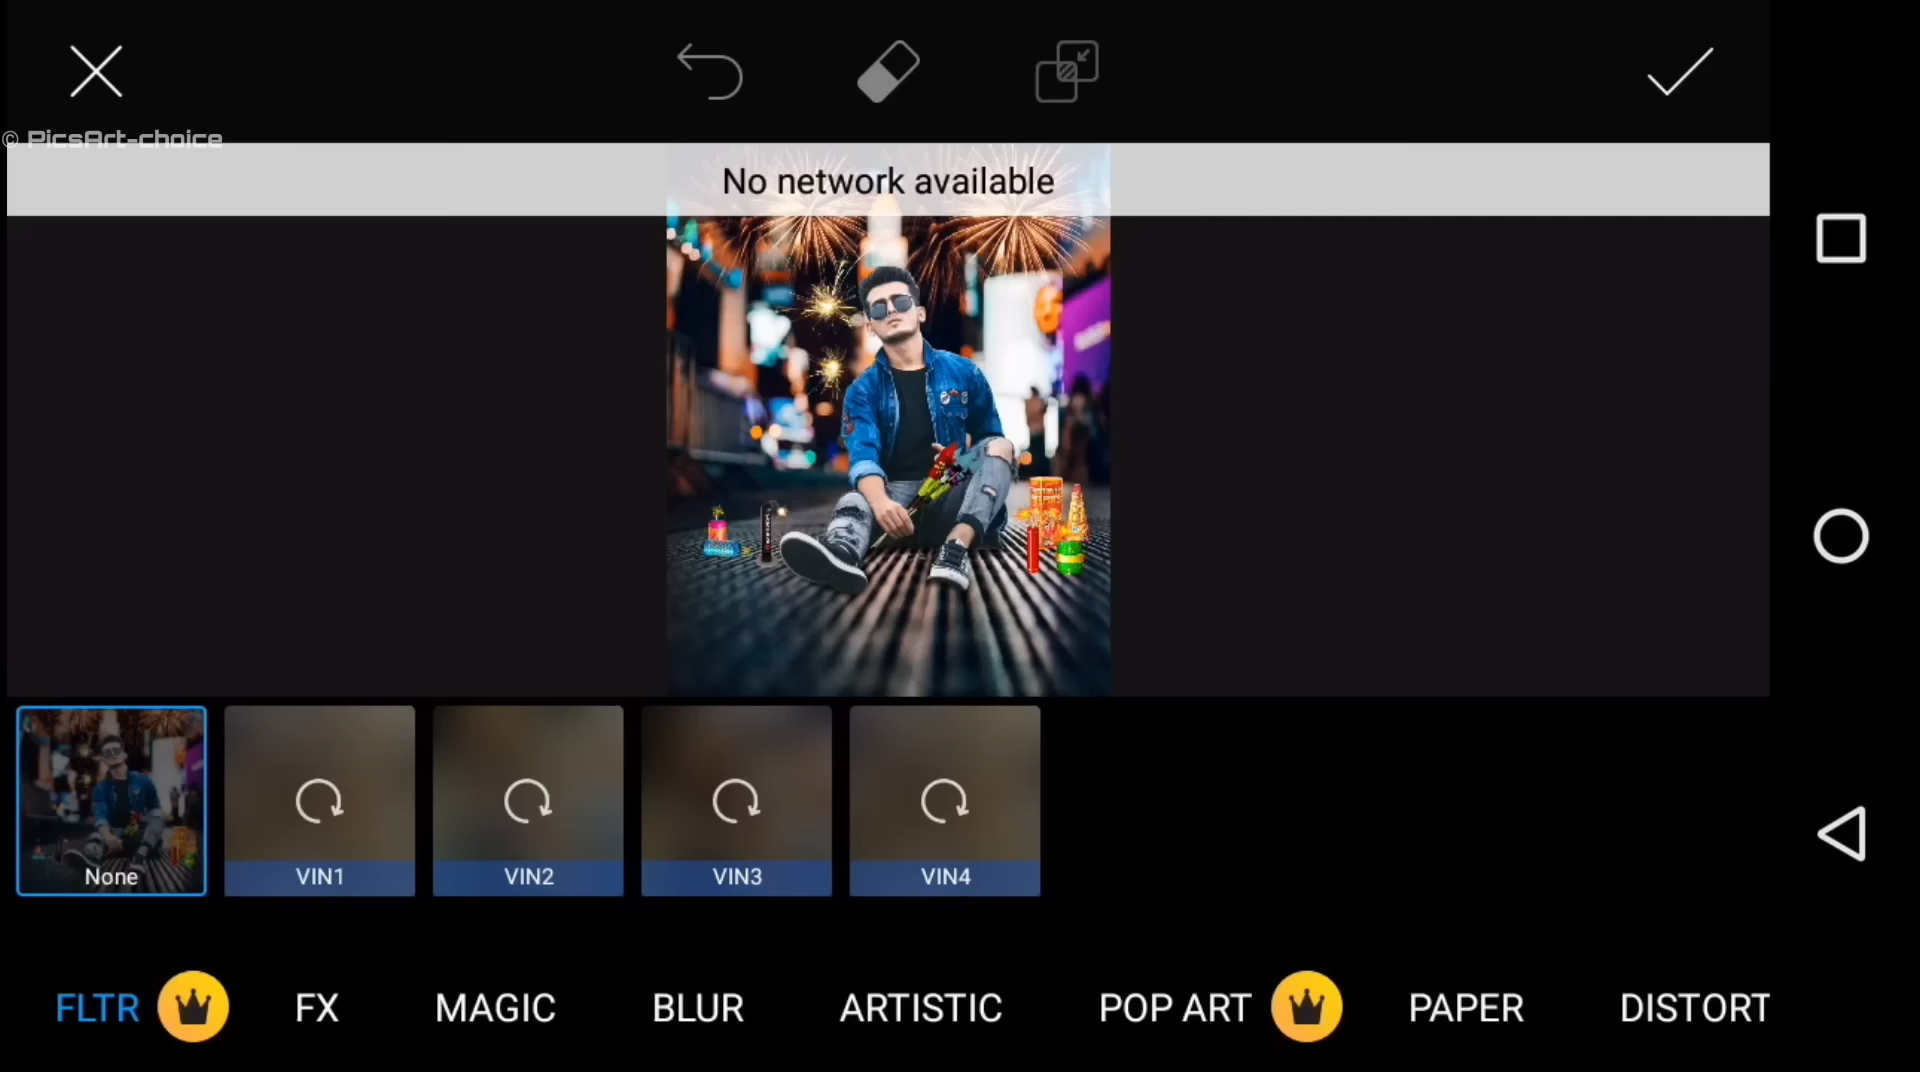 © PicsArt-choice
No network available
None
VIN1
VIN2
VIN3
VIN4
FLTR
FX
MAGIC
BLUR
ARTISTIC
POP ART
PAPER
DISTORT